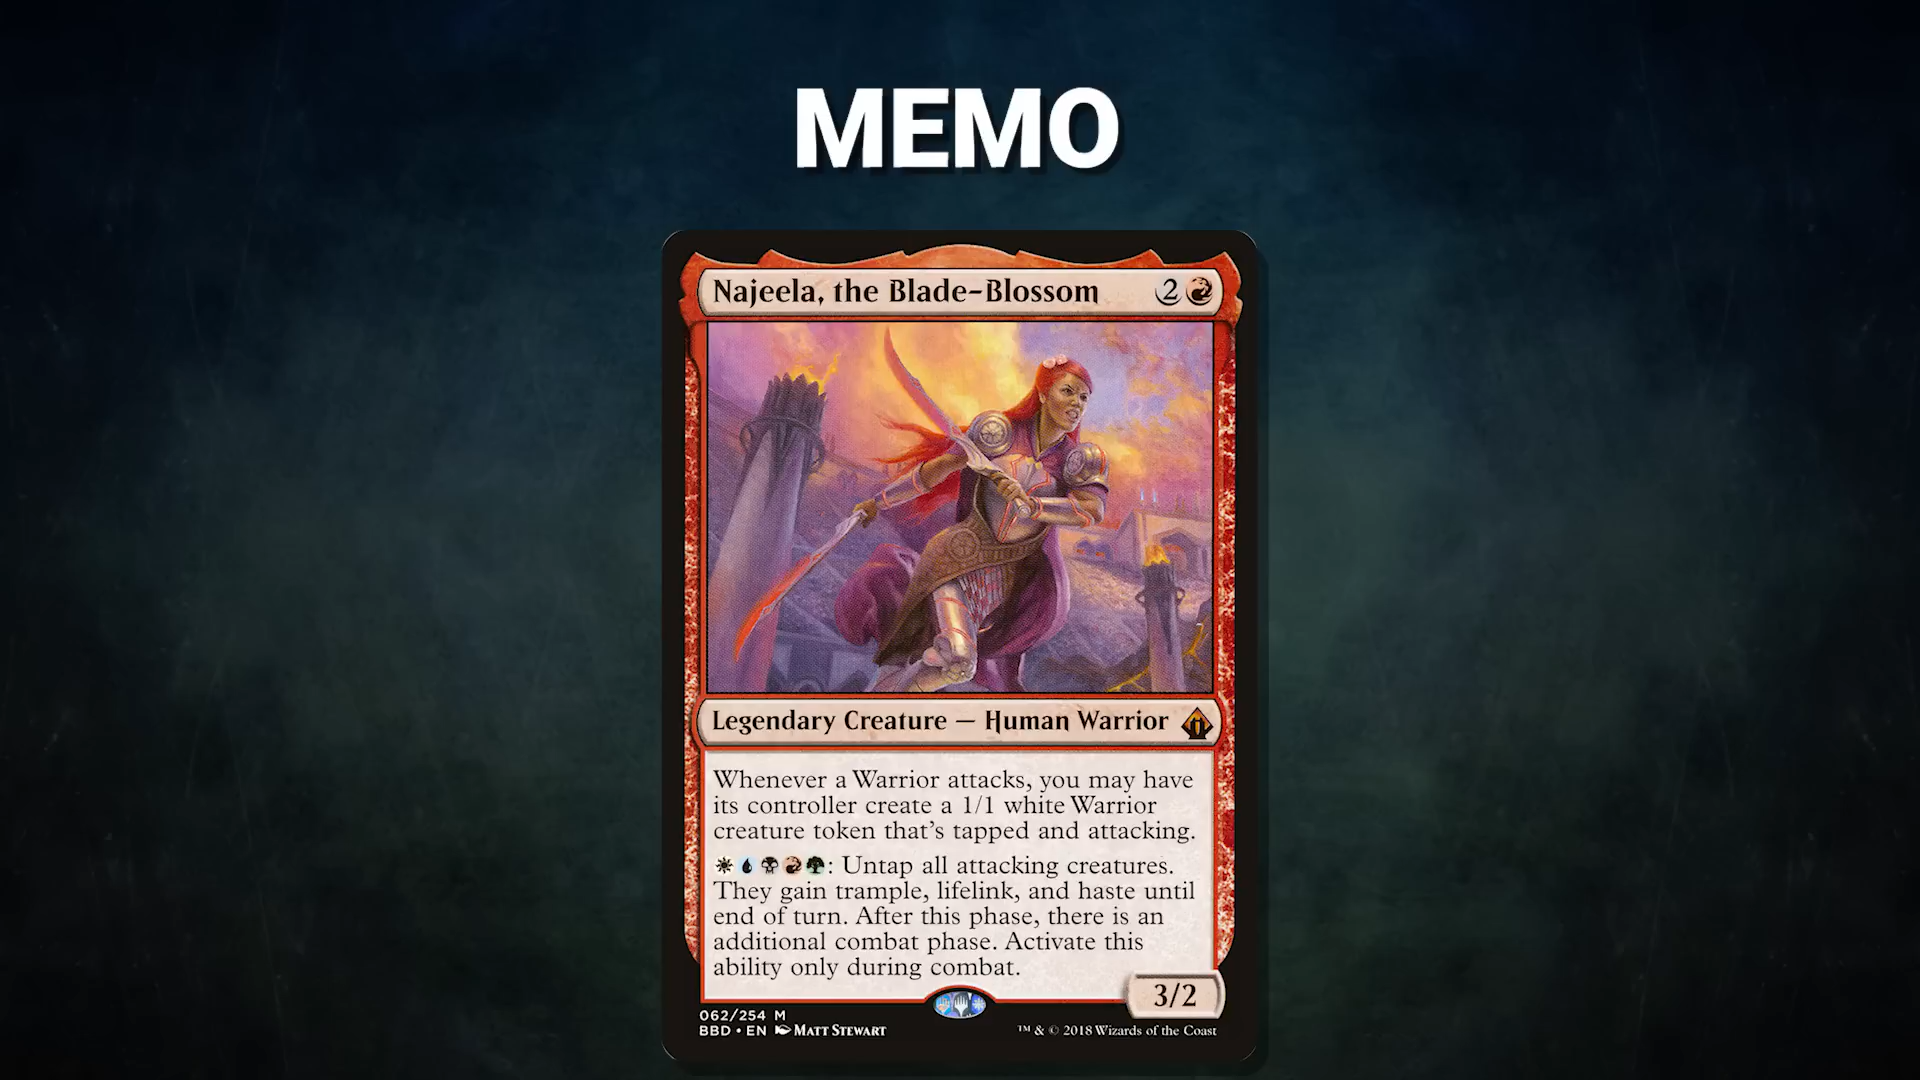 MEMO
Najeela, the Blade-Blossom 2
Legendary Creature — Human Warrior
Whenever a Warrior attacks, you may have
its controller create a 1/1 white Warrior
creature token that's tapped and attacking.
: Untap all attacking creatures.
They gain trample, lifelink, and haste until
end of turn. After this phase, there is an
additional combat phase. Activate this
ability only during combat.
3/2
062/254 M
BBD • EN Matt Stewart
™ & © 2018 Wizards of the Coast